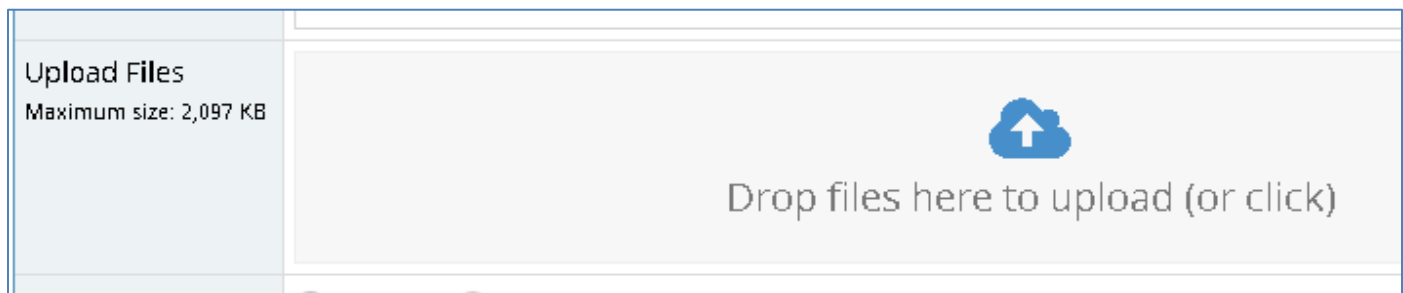 Upload Files
Maximum size: 2,097 KB
Drop files here to upload (or click)